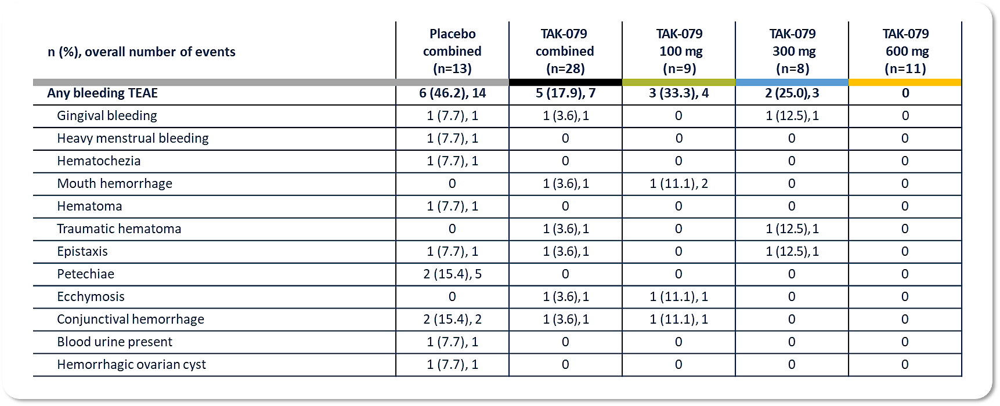 n (%), overall number of events Placebo combined (n=13) TAK-079 combined (n=28) TAK-079 100 mg (n=9) TAK-079 300 mg (n=8) TAK-079 600 mg (n=11)
Any bleeding TEAE 6 (46.2), 14 5 (17.9), 7 3 (33.3), 4 2 (25.0), 3 0
Gingival bleeding 1 (7.7), 1 1 (3.6), 1 0 1 (12.5), 1 0
Heavy menstrual bleeding 1 (7.7), 1 0 0 0 0
Hematochezia 1 (7.7), 1 0 0 0 0
Mouth hemorrhage 0 1 (3.6), 1 1 (11.1), 2 0 0
Hematoma 1 (7.7), 1 0 0 0 0
Traumatic hematoma 0 1 (3.6), 1 0 1 (12.5), 1 0
Epistaxis 1 (7.7), 1 1 (3.6), 1 0 1 (12.5), 1 0
Petechiae 2 (15.4), 5 0 0 0 0
Ecchymosis 0 1 (3.6), 1 1 (11.1), 1 0 0
Conjunctival hemorrhage 2 (15.4), 2 1 (3.6), 1 1 (11.1), 1 0 0
Blood urine present 1 (7.7), 1 0 0 0 0
Hemorrhagic ovarian cyst 1 (7.7), 1 0 0 0 0